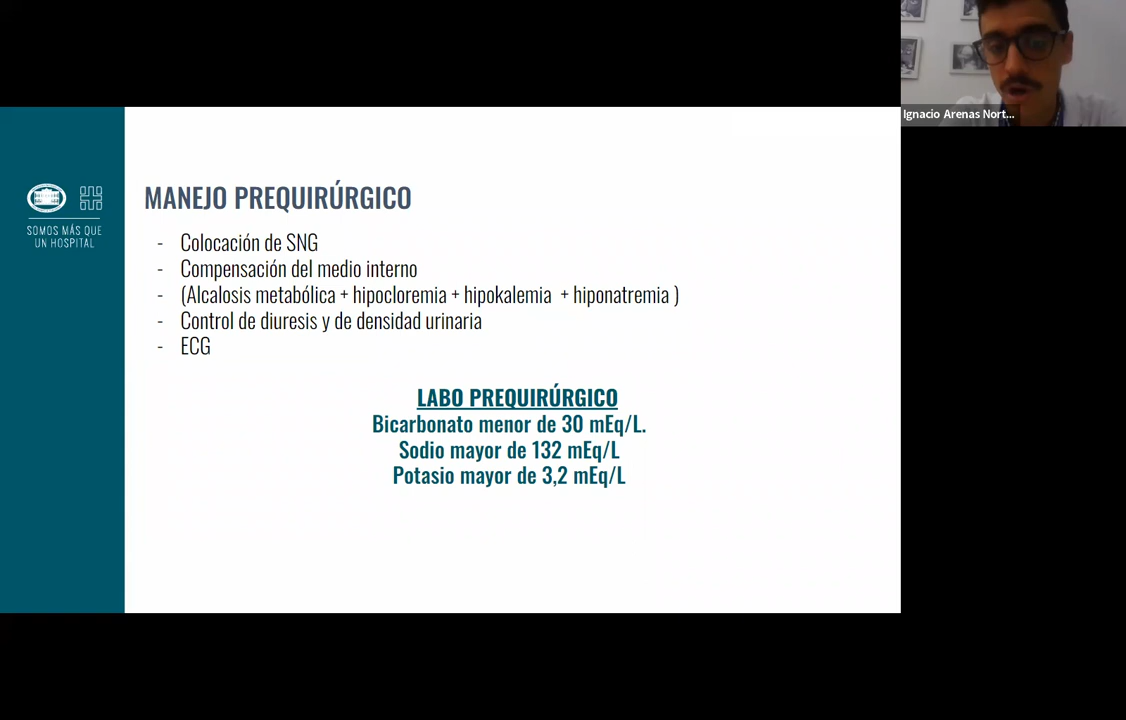 Ignacio Arenas Nort...
SOMOS MÁS QUE
UN HOSPITAL
MANEJO PREQUIRÚRGICO
- Colocación de SNG
- Compensación del medio interno
- (Alcalosis metabólica + hipocloremia + hipokalemia + hiponatremia )
- Control de diuresis y de densidad urinaria
- ECG
LABO PREQUIRÚRGICO
Bicarbonato menor de 30 mEq/L.
Sodio mayor de 132 mEq/L
Potasio mayor de 3,2 mEq/L